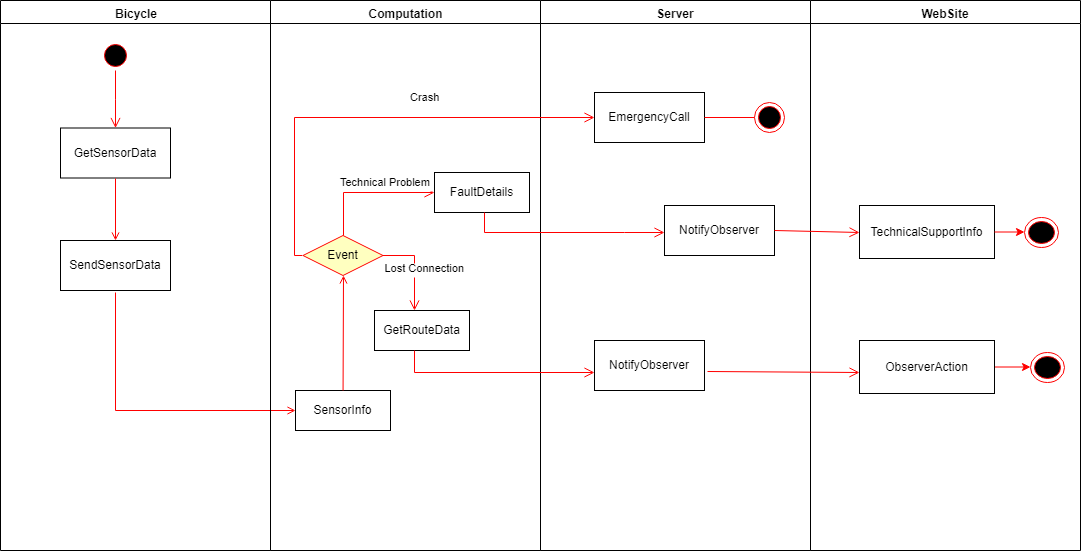 Bicycle
Computation
Server
WebSite
Crash
EmergencyCall
GetSensorData
Technical Problem
FaultDetails
NotifyObserver
TechnicalSupportInfo
Event
SendSensorData
Lost Connection
GetRouteData
NotifyObserver
ObserverAction
SensorInfo